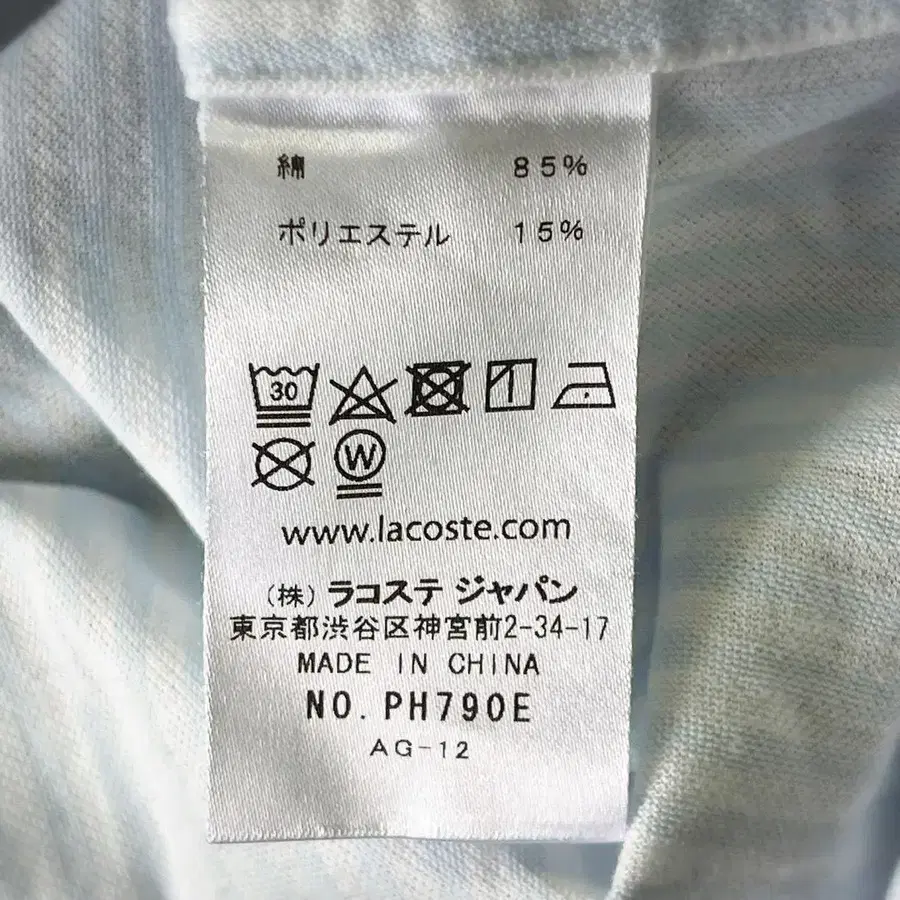 綿 85%
ポリエステル 15%
30
W
www.lacoste.com
(株) ラコステ ジャパン
東京都渋谷区神宮前2-34-17
MADE IN CHINA
NO. PH790E
AG-12